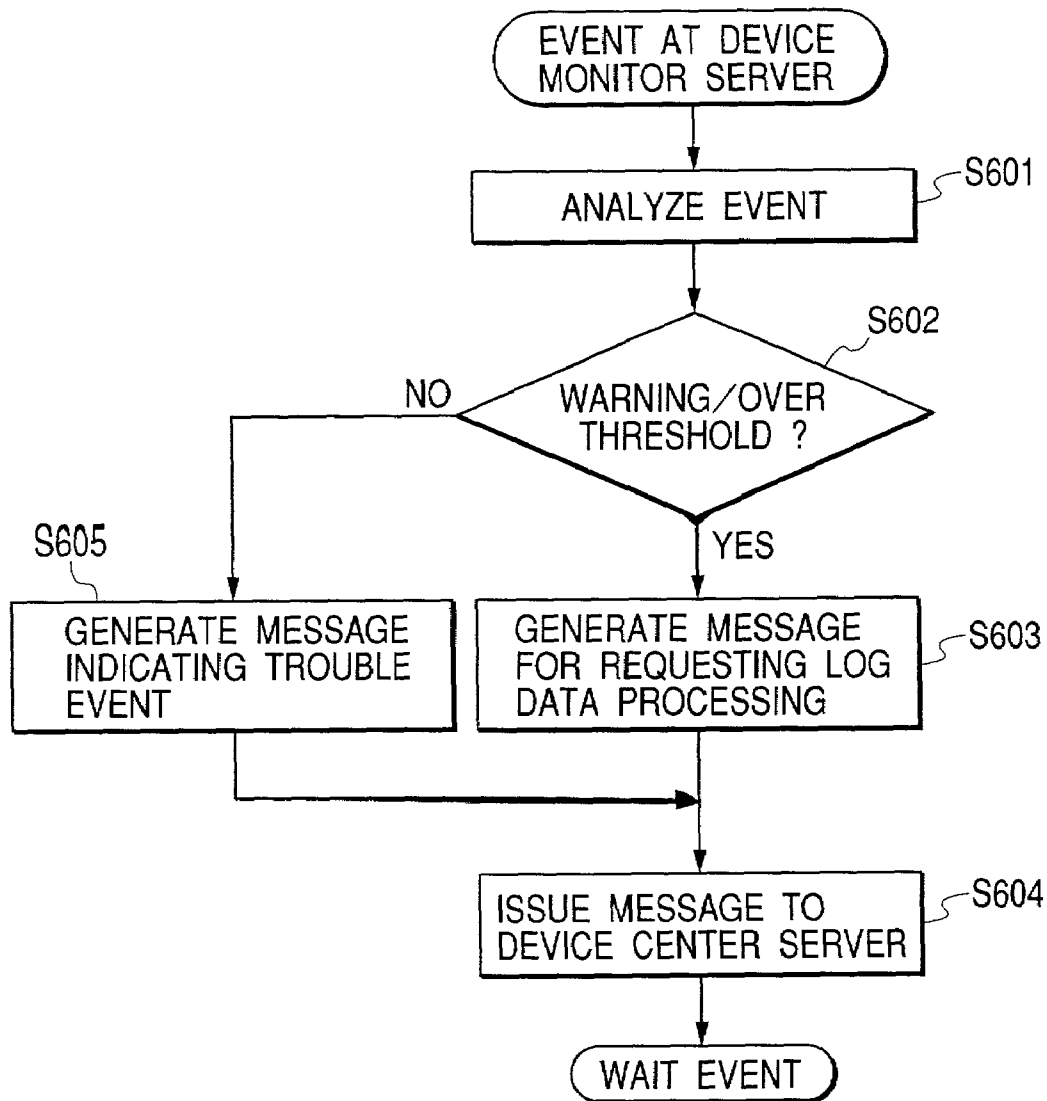 EVENT AT DEVICE
MONITOR SERVER
S601
ANALYZE EVENT
S602
NO
WARNING/OVER
THRESHOLD ?
YES
S605
GENERATE MESSAGE
INDICATING TROUBLE
EVENT
GENERATE MESSAGE
FOR REQUESTING LOG
DATA PROCESSING
S603
ISSUE MESSAGE TO
DEVICE CENTER SERVER
S604
WAIT EVENT